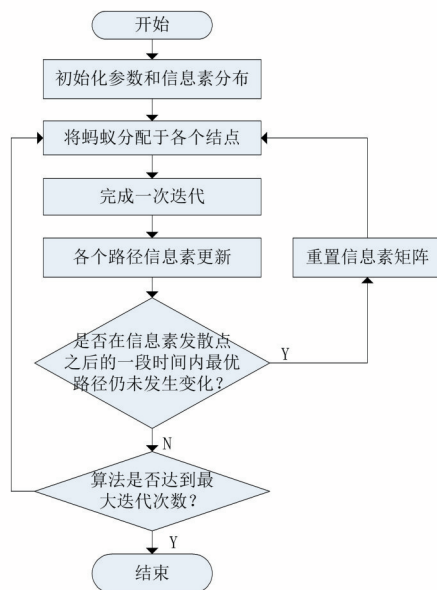 开始
初始化参数和信息素分布
将蚂蚁分配于各个结点
完成一次迭代
各个路径信息素更新
重置信息素矩阵
是否在信息素发散点
之后的一段时间内最优
路径仍未发生变化?
Y
N
算法是否达到最
大迭代次数?
Y
结束